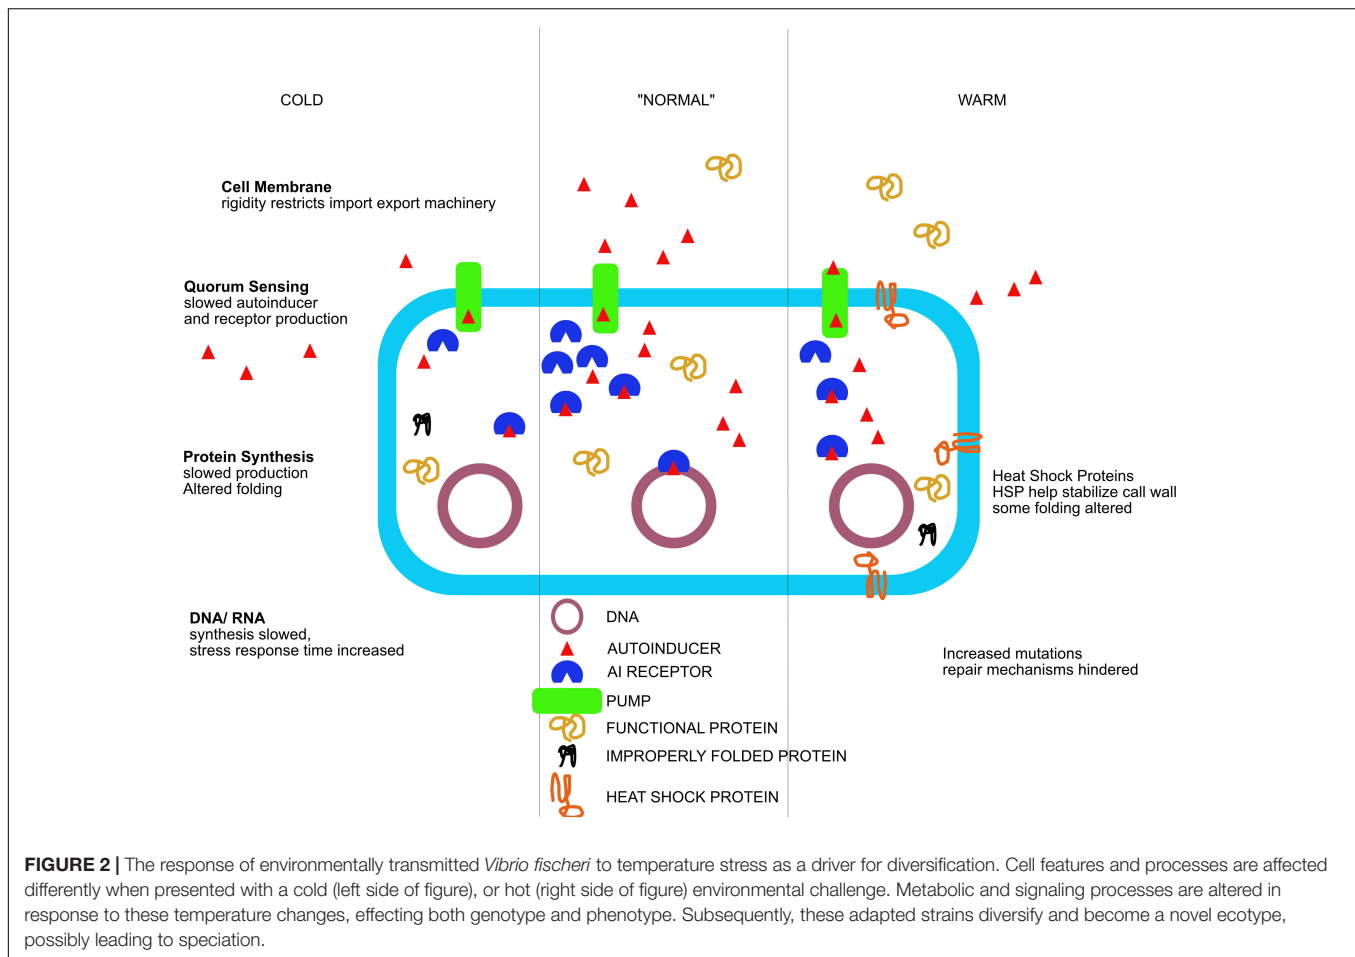 COLD
"NORMAL"
WARM
Cell Membrane
rigidity restricts import export machinery
Quorum Sensing
slowed autoinducer
and receptor production
Protein Synthesis
slowed production
Altered folding
Heat Shock Proteins
HSP help stabilize call wall
some folding altered
DNA/ RNA
synthesis slowed,
stress response time increased
Increased mutations
repair mechanisms hindered
DNA
AUTOINDUCER
AI RECEPTOR
PUMP
FUNCTIONAL PROTEIN
IMPROPERLY FOLDED PROTEIN
HEAT SHOCK PROTEIN
FIGURE 2 | The response of environmentally transmitted Vibrio fischeri to temperature stress as a driver for diversification. Cell features and processes are affected
differently when presented with a cold (left side of figure), or hot (right side of figure) environmental challenge. Metabolic and signaling processes are altered in
response to these temperature changes, effecting both genotype and phenotype. Subsequently, these adapted strains diversify and become a novel ecotype,
possibly leading to speciation.